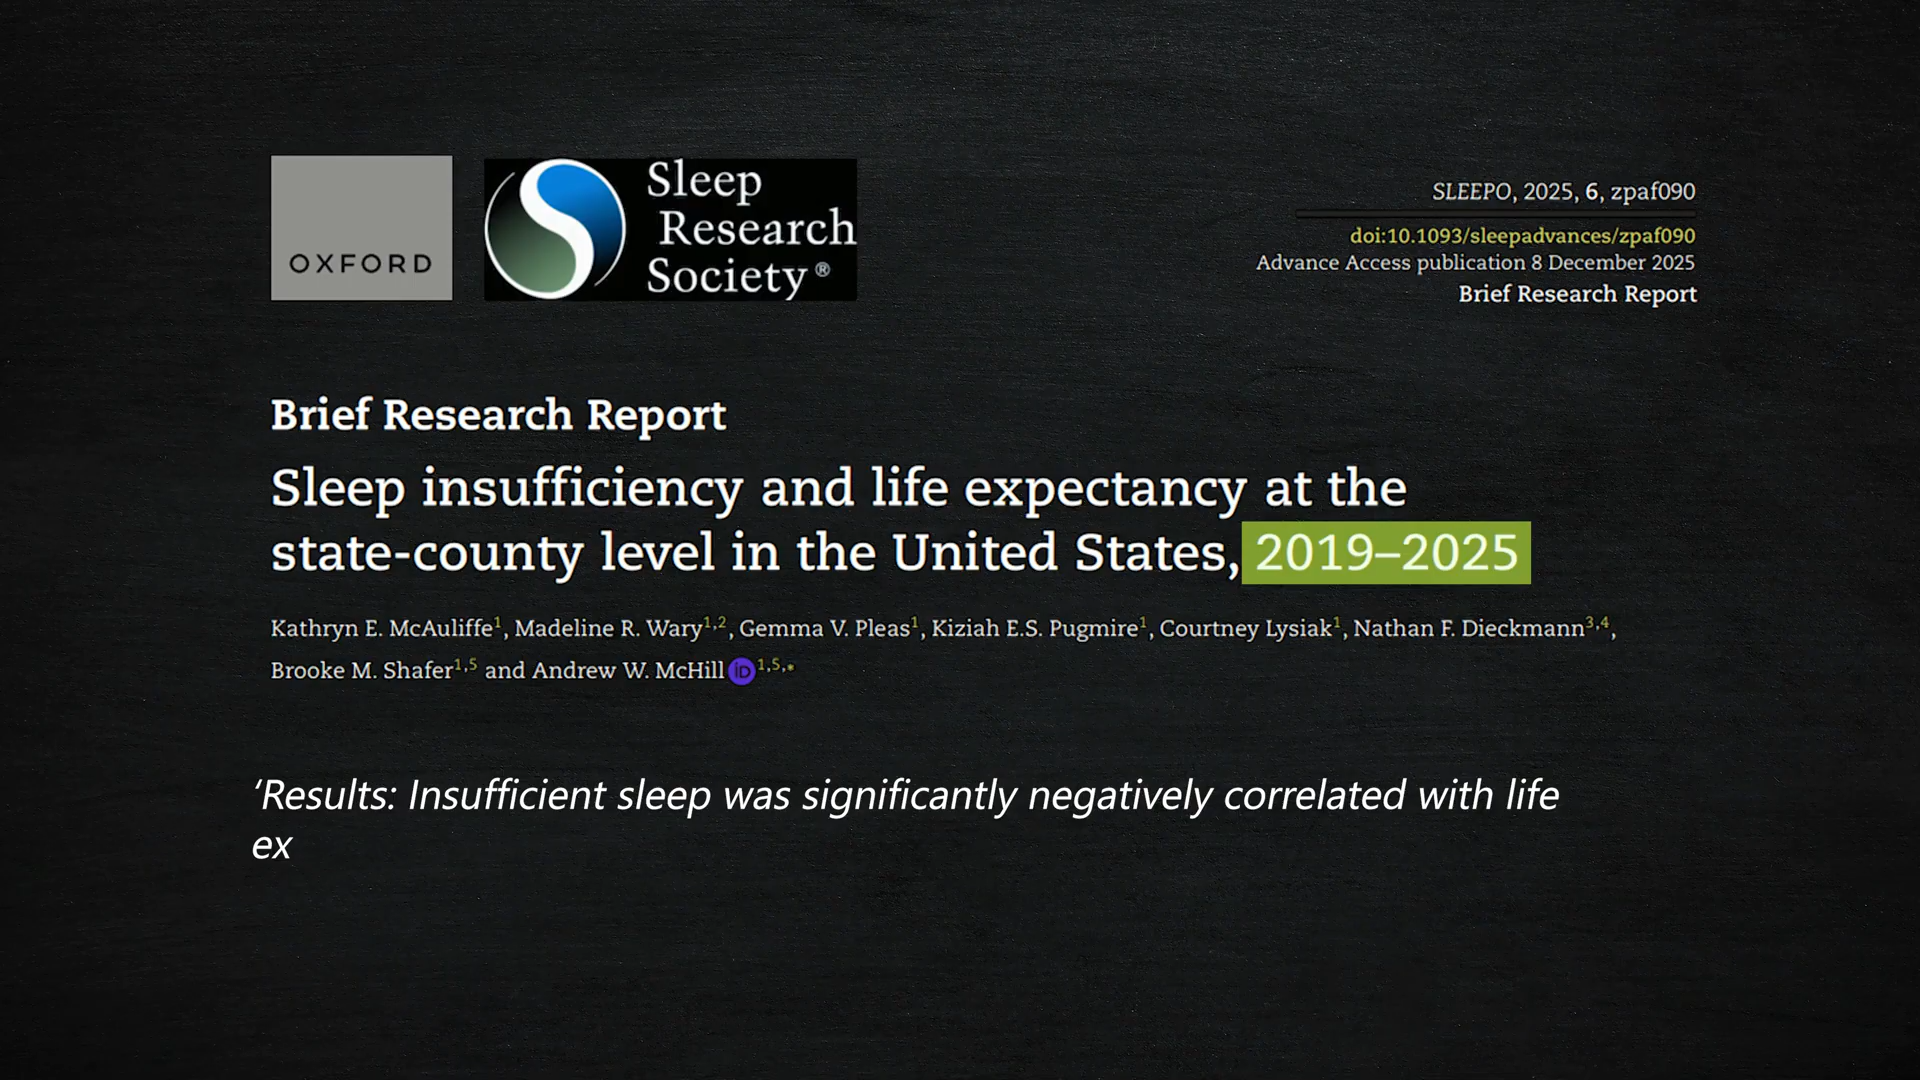 OXFORD
Sleep
Research
Society®
SLEEPO, 2025, 6, zpaf090
doi:10.1093/sleepadvances/zpaf090
Advance Access publication 8 December 2025
Brief Research Report
Brief Research Report
Sleep insufficiency and life expectancy at the
state-county level in the United States, 2019–2025
Kathryn E. McAuliffe1, Madeline R. Wary1,2, Gemma V. Pleas1, Kiziah E.S. Pugmire1, Courtney Lysiak1, Nathan F. Dieckmann3,4,
Brooke M. Shafer1,5 and Andrew W. McHill iD 1,5,*
‘Results: Insufficient sleep was significantly negatively correlated with life
ex